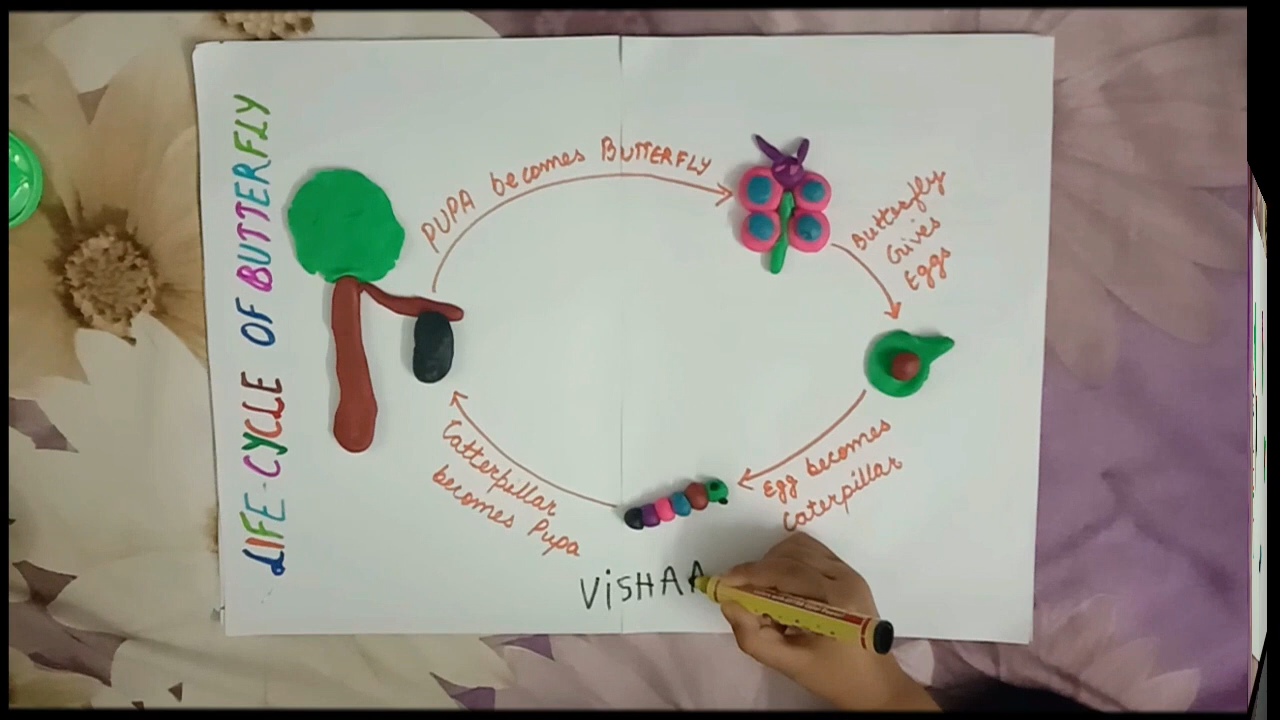 LIFE-CYCLE OF BUTTERFLY
PUPA becomes BUTTERFLY
Butterfly
Gives
Eggs
Egg becomes
Caterpillar
Catterpillar
becomes Pupa
ViSHAA